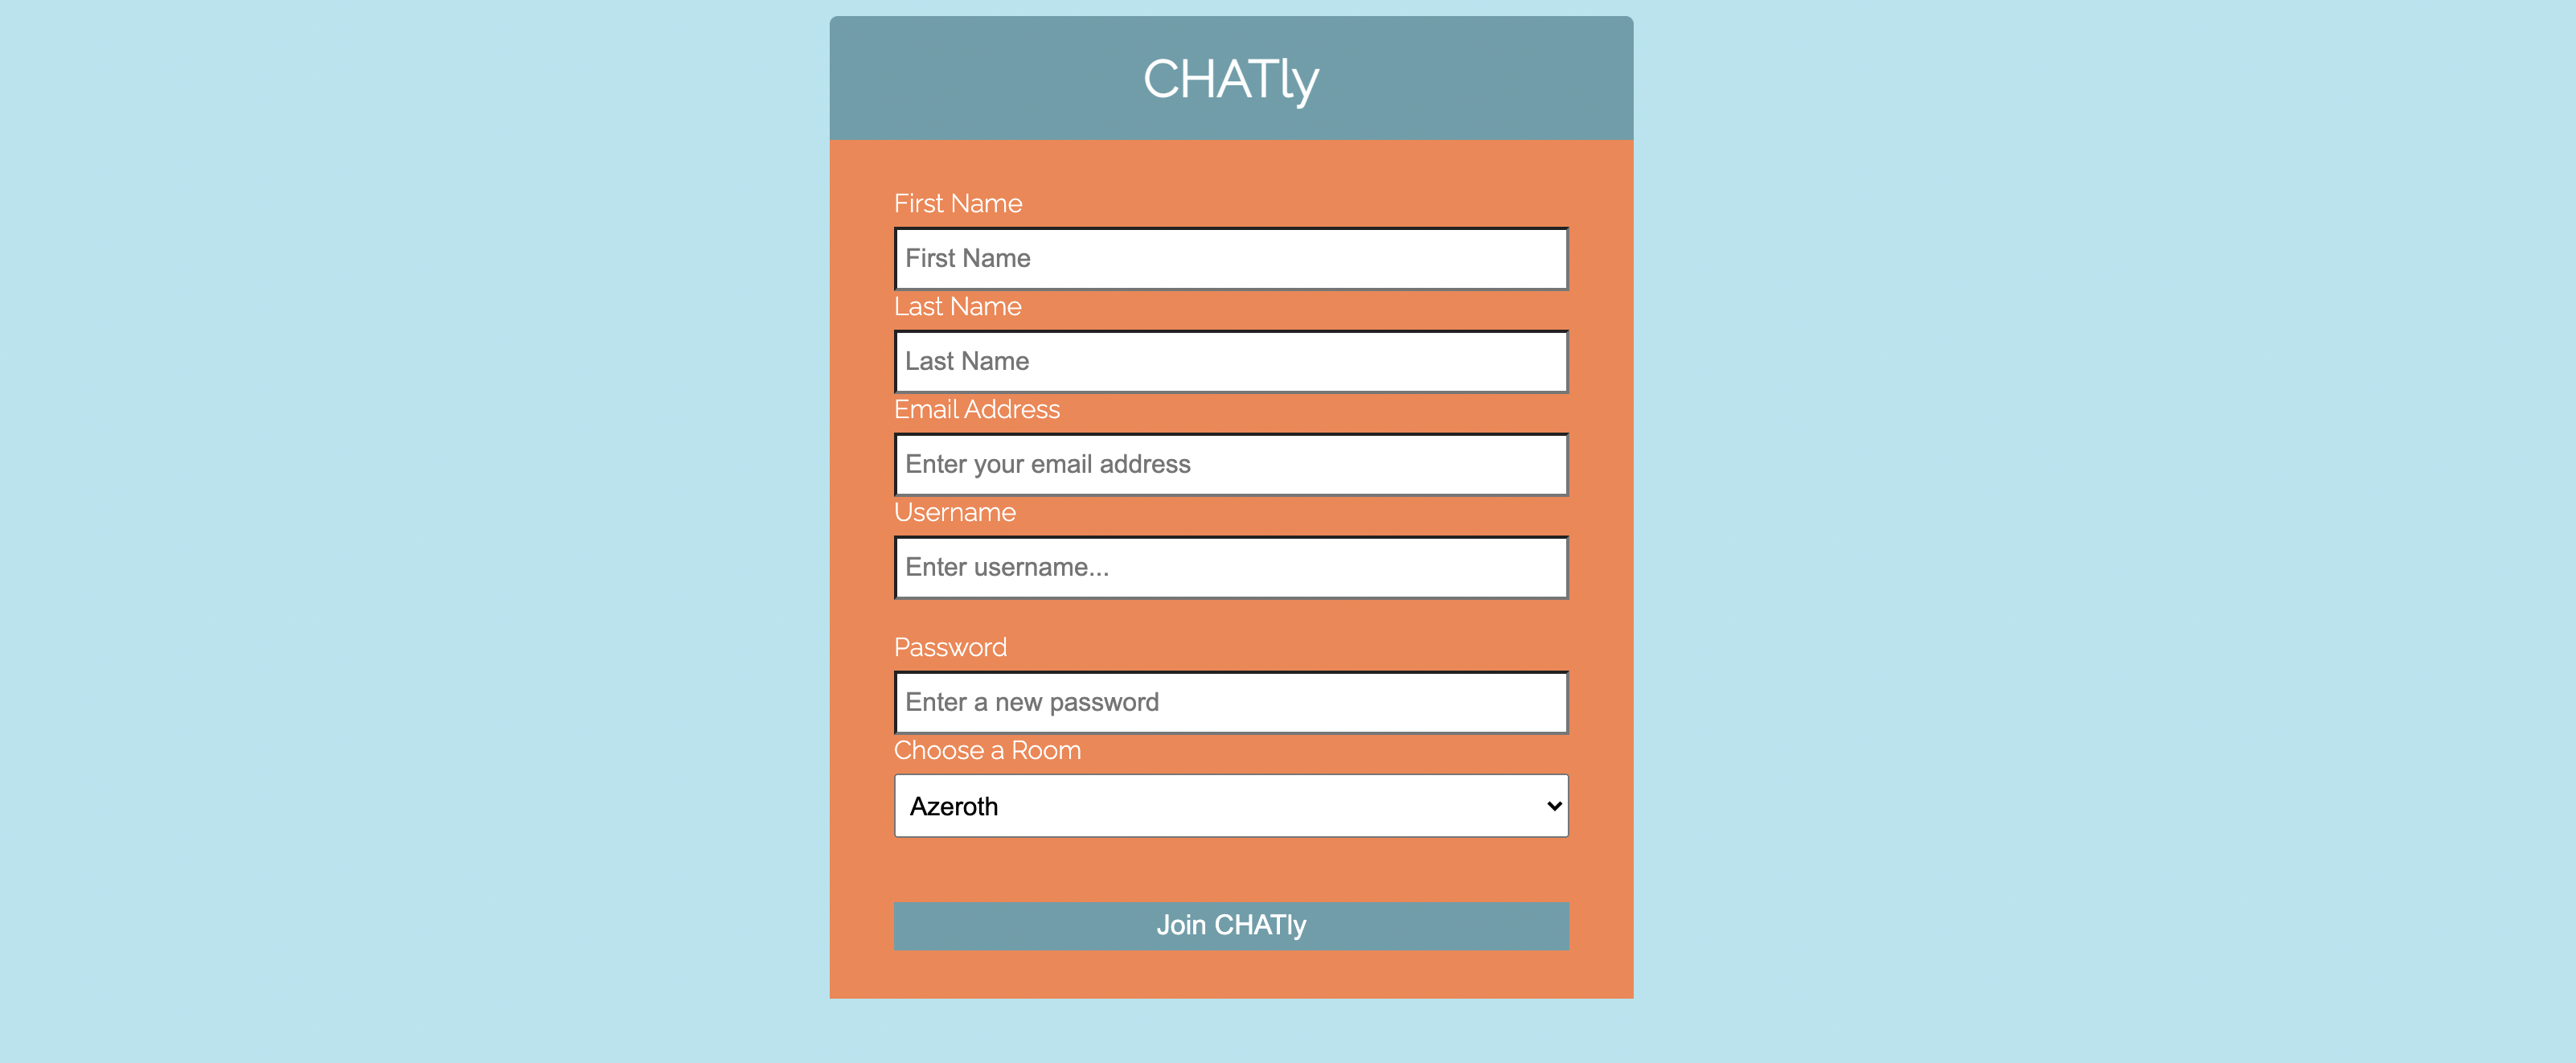 CHATly
First Name
First Name
Last Name
Last Name
Email Address
Enter your email address
Username
Enter username...
Password
Enter a new password
Choose a Room
Azeroth
Join CHATly